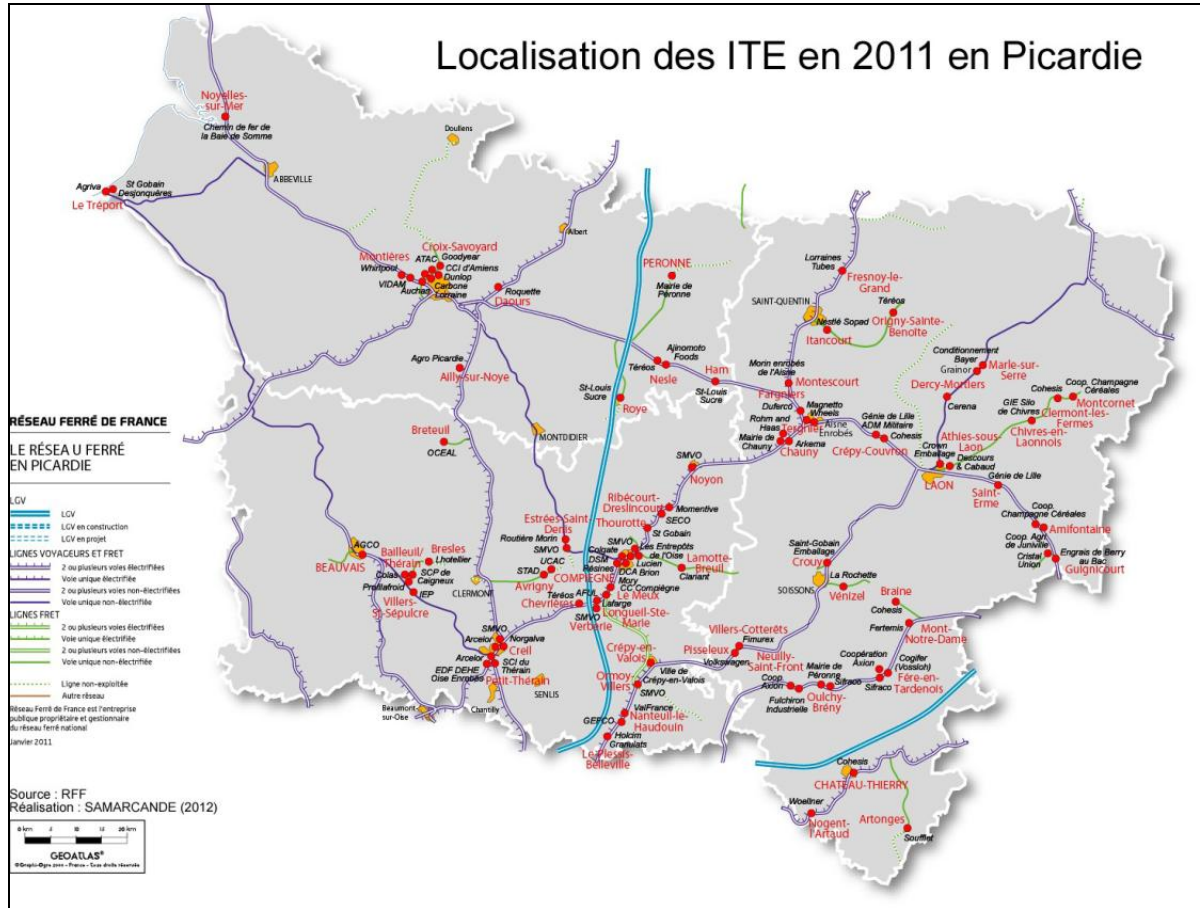 Localisation des ITE en 2011 en Picardie
Noyelles-
sur-Mer
Chemin de fer de
la Baie de Somme
Doullens
ABBEVILLE
Agriva
St Gobain
Desjonquères
Le Tréport
Albert
Croix-Savoyard
Montières
ATAC
Goodyear
Whirlpool
CCI d'Amiens
VIDAM
Dunlop
Auchan
Carbone
Lorraine
Roquette
Daours
PERONNE
Mairie de
Péronne
Lorraines
Tubes
Fresnoy-le-
Grand
SAINT-QUENTIN
Téréos
Nestlé Sopad
Origny-Sainte-
Benoîte
Itancourt
Agro Picardie
Ailly-sur-Noye
Ajinomoto
Foods
Téréos
Nesle
Ham
St-Louis
Sucre
St-Louis
Sucre
Roye
Morin enrobés
de l'Aisne
Montescourt
Fargniers
Conditionnement
Bayer
Grainor
Marle-sur-
Serre
Dercy-Mortiers
Cerena
Cohesis
Coop. Champagne
Céréales
Montcornet
GIE Silo
de Chivres
Clermont-les-
Fermes
Chivres-en-
Laonnois
Duferco
Magnetto
Wheels
Rohm and
Haas
Tergnier
Aisne
Enrobés
Mairie de
Chauny
Arkema
Chauny
Génie de Lille
ADM Militaire
Cohesis
Crépy-Couvron
Crown
Emballage
Athies-sous-
Laon
Descours
& Cabaud
LAON
Génie de Lille
Saint-
Erme
Coop.
Champagne Céréales
Amifontaine
Coop. Agri
de Juniville
Cristal
Union
Engrais de Berry
au Bac
Guignicourt
Breteuil
OCEAL
MONTDIDIER
SMVO
Noyon
Ribécourt-
Dreslincourt
Momentive
SECO
Thourotte
St Gobain
Estrées-Saint-
Denis
Routière Morin
SMVO
UCAC
STAD
Avrigny
SMVO
Colgate
Les Entrepôts
de l'Oise
DSM
Résines
Lucien
DCA
Brion
Mory
COMPIEGNE
CC Compiègne
Lamotte-
Breuil
Clariant
Le Meux
AFUL
Téréos
Chevrières
Lafarge
Longueil-Ste-
Marie
SMVO
Verberie
AGCO
BEAUVAIS
Bailleuil/
Thérain
Bresles
Lhotellier
SCP de
Caigneux
Colas
Profilafroid
IEP
Villers-
St-Sépulcre
CLERMONT
SMVO
Arcelor
Norgalva
Creil
Arcelor
SCI du
Thérain
EDF DEHE
Oise Enrobés
Petit-Thérain
SENLIS
Beaumont
-sur-Oise
Chantilly
Saint-Gobain
Emballage
Crouy
La Rochette
SOISSONS
Vénizel
Braine
Cohesis
Fertemis
Mont-
Notre-Dame
Villers-Cotterêts
Fimurex
Pisseleux
Volkswagen
Neuilly-
Saint-Front
Coop.
Axion
Mairie de
Péronne
Coopération
Axion
Cogifer
(Vossloh)
Sifraco
Sifraco
Fère-en-
Tardenois
Fulchiron
Industrielle
Oulchy-
Brény
Crépy-en-
Valois
Ville de
Crépy-en-Valois
Ormoy-
Villers
SMVO
ValFrance
GEFCO
Nanteuil-le-
Haudouin
Holcim
Granulats
Le Plessis-
Belleville
Cohesis
CHATEAU-THIERRY
Woellner
Nogent-
l'Artaud
Artonges
Soufflet
RÉSEAU FERRÉ DE FRANCE
LE RÉSEA U FERRÉ
EN PICARDIE
LGV
LGV
LGV en construction
LGV en projet
LIGNES VOYAGEURS ET FRET
2 ou plusieurs voies électrifiées
Voie unique électrifiée
2 ou plusieurs voies non-électrifiées
Voie unique non-électrifiée
LIGNES FRET
2 ou plusieurs voies électrifiées
Voie unique électrifiée
2 ou plusieurs voies non-électrifiées
Voie unique non-électrifiée
Ligne non-exploitée
Autre réseau
Réseau Ferré de France est l'entreprise
publique propriétaire et gestionnaire
du réseau ferré national
Janvier 2011
Source : RFF
Réalisation : SAMARCANDE (2012)
GEOATLAS®